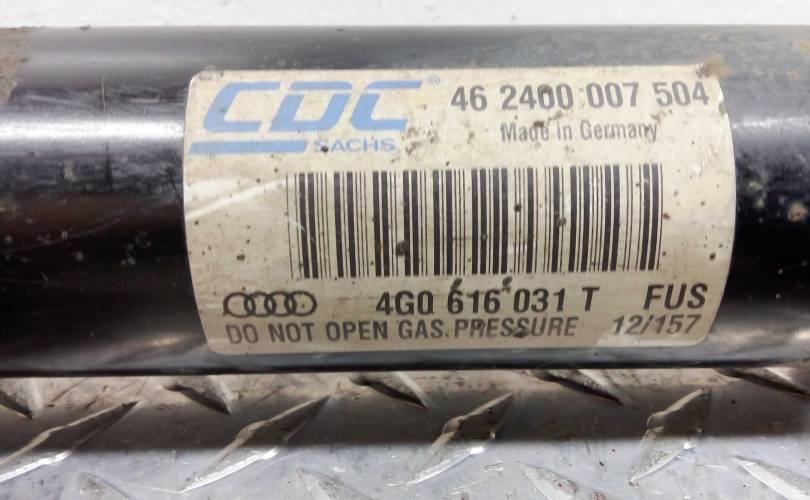 CDC® 46 2400 007 504
SACHS Made in Germany
4G0 616 031 T FUS
DO NOT OPEN GAS.PRESSURE 12/157